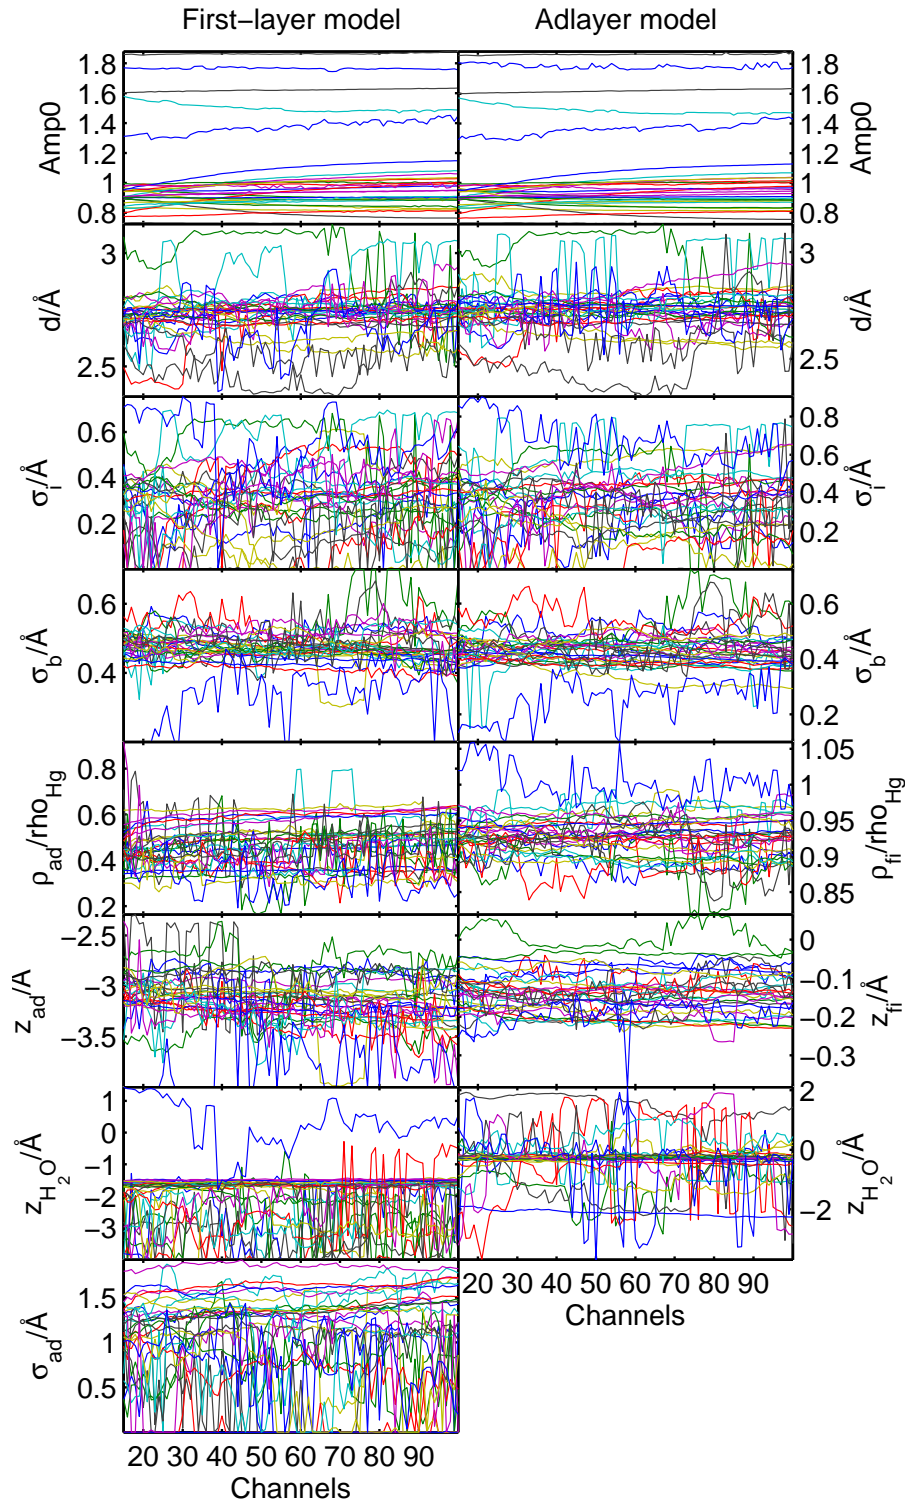 First−layer model
Adlayer model
1.8
1.6
1.4
1.2
1
0.8
Amp0
1.8
1.6
1.4
1.2
1
0.8
Amp0
3
2.5
d/Å
3
2.5
d/Å
0.6
0.4
0.2
σi/Å
0.8
0.6
0.4
0.2
σi/Å
0.6
0.4
σb/Å
0.6
0.4
0.2
σb/Å
0.8
0.6
0.4
0.2
ρad/rhoHg
1.05
1
0.95
0.9
0.85
ρfi/rhoHg
−2.5
−3
−3.5
zad/A
0
−0.1
−0.2
−0.3
zfi/Å
1
0
−1
−2
−3
zH2O/Å
2
0
−2
zH2O/Å
20 30 40 50 60 70 80 90
Channels
1.5
1
0.5
σad/Å
20 30 40 50 60 70 80 90
Channels